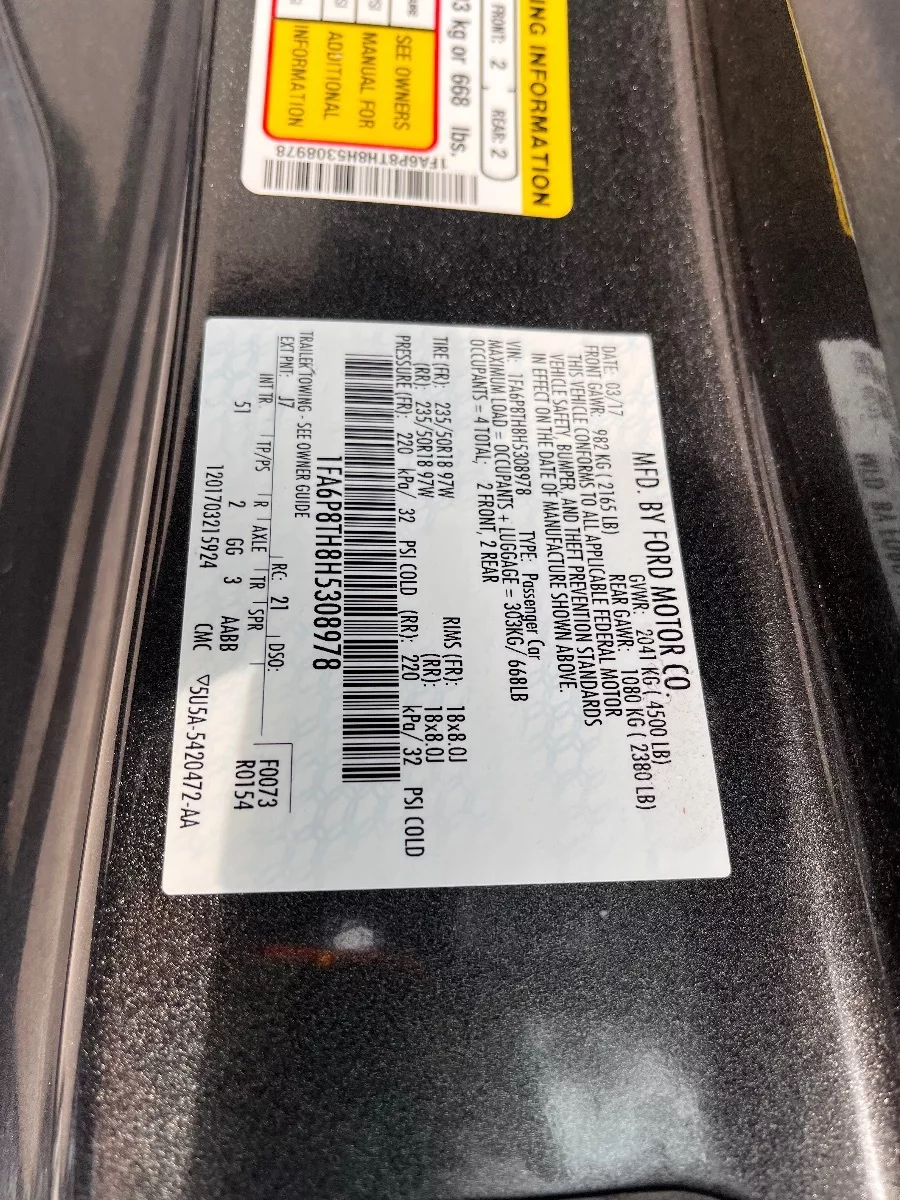 NG INFORMATION
FRONT: 2
REAR: 2
03 kg or 668 lbs.
SEE OWNERS
MANUAL FOR
ADDITIONAL
INFORMATION
1FA6P8TH8H5308978
MFD. BY FORD MOTOR CO.
DATE: 03/17 GVWR: 2041 KG ( 4500 LB)
FRONT GAWR: 982 KG ( 2165 LB) REAR GAWR: 1080 KG ( 2380 LB)
THIS VEHICLE CONFORMS TO ALL APPLICABLE FEDERAL MOTOR
VEHICLE SAFETY, BUMPER, AND THEFT PREVENTION STANDARDS
IN EFFECT ON THE DATE OF MANUFACTURE SHOWN ABOVE.
VIN: 1FA6P8TH8H5308978 TYPE: Passenger Car
MAXIMUM LOAD = OCCUPANTS + LUGGAGE = 303KG/ 668LB
OCCUPANTS = 4 TOTAL; 2 FRONT, 2 REAR
TIRE (FR): 235/50R18 97W RIMS (FR): 18x8.0J
(RR): 235/50R18 97W (RR): 18x8.0J
PRESSURE (FR): 220 kPa/ 32 PSI COLD (RR): 220 kPa/ 32 PSI COLD
1FA6P8TH8H5308978
TRAILER TOWING - SEE OWNER GUIDE
EXT PNT: J7 RC: 21 DSO: F0073
INT TR TP/PS R AXLE TR SPR R0154
51 2 GG 3 AABB
1201703215924 CMC ▽5U5A-5420472-AA